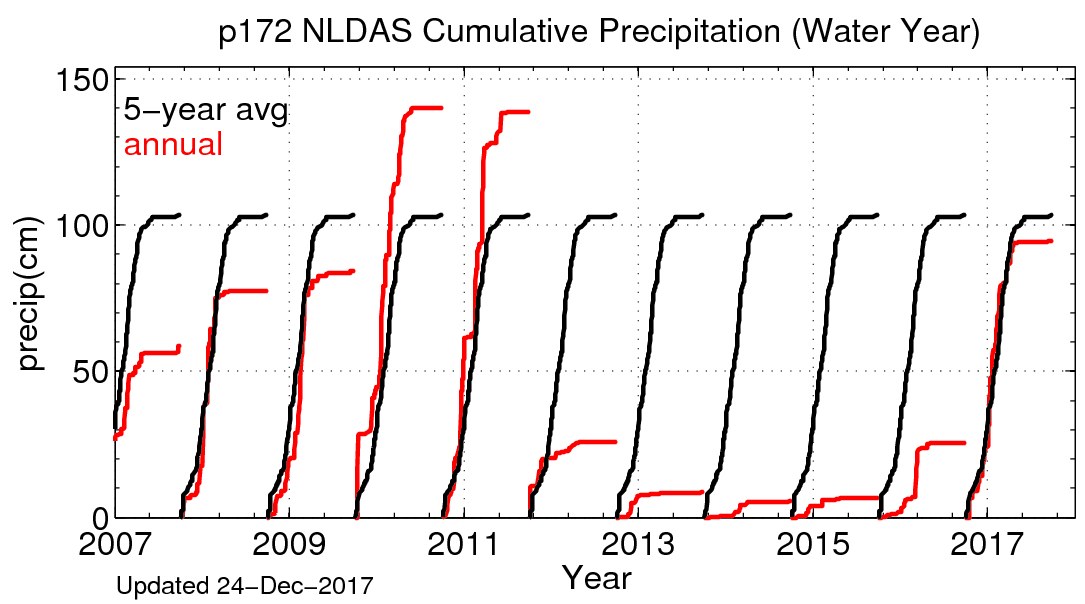 p172 NLDAS Cumulative Precipitation (Water Year)
150
5−year avg
annual
100
precip(cm)
50
0
2007 2009 2011 2013 2015 2017
Year
Updated 24−Dec−2017